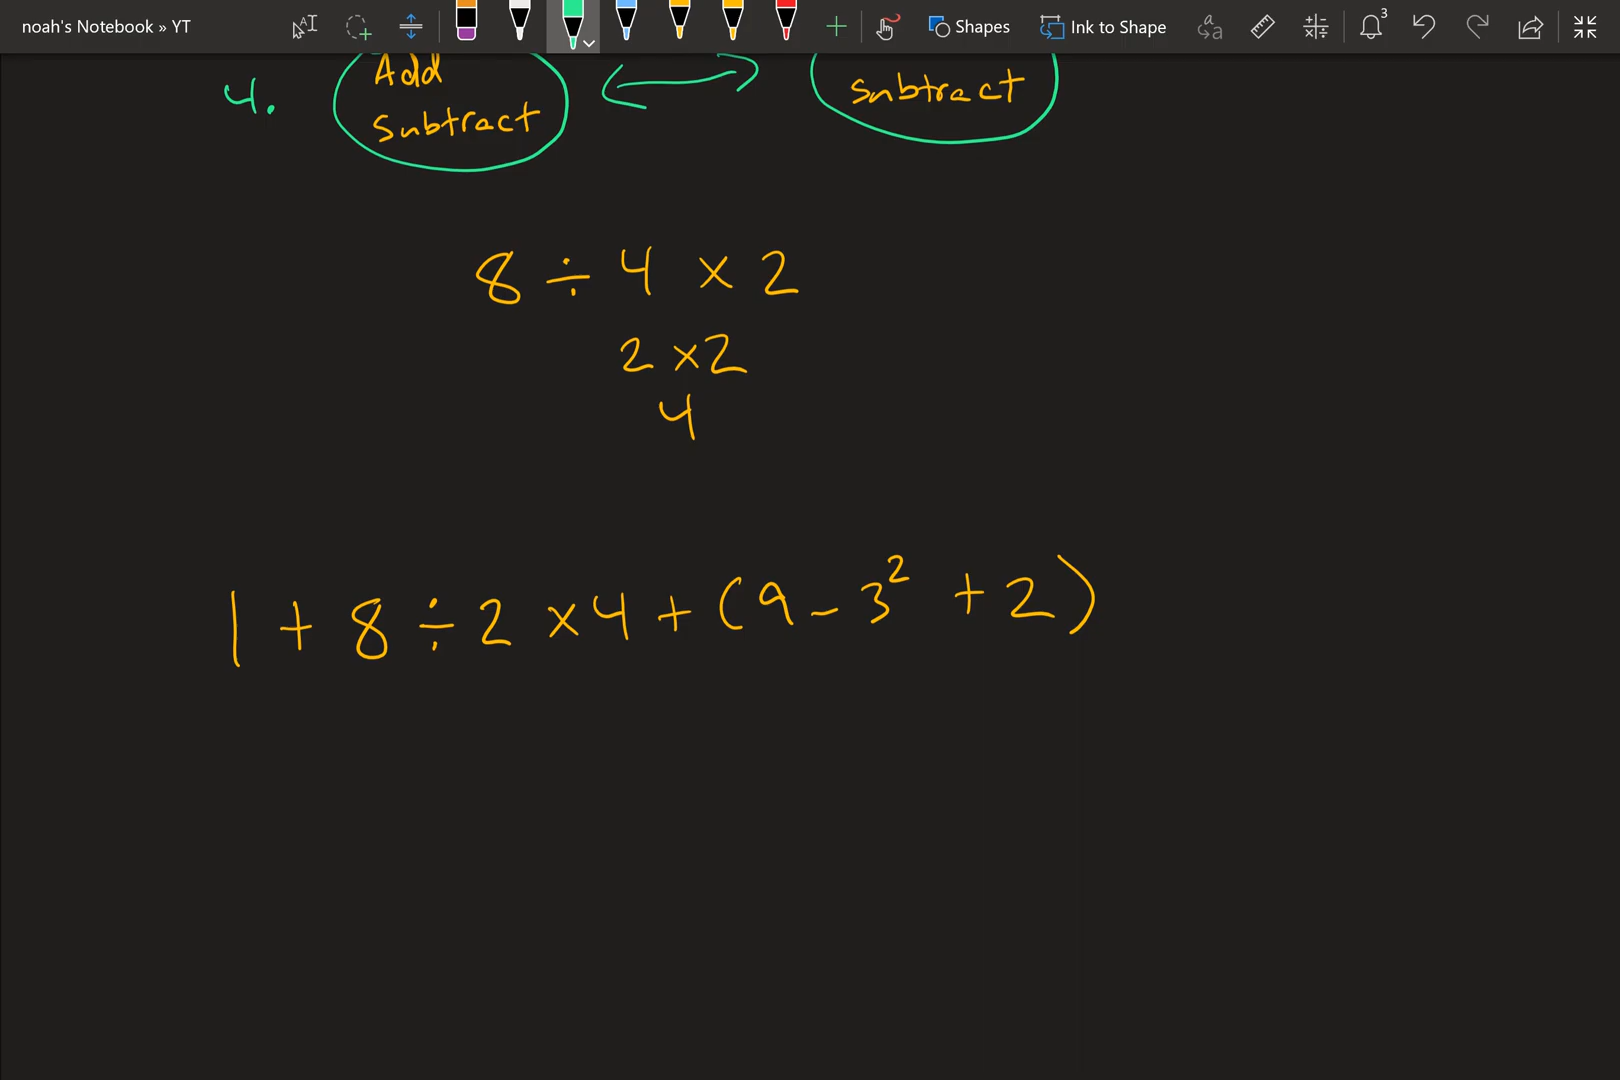 noah's Notebook » YT
Shapes
Ink to Shape
3
4. Add Subtract
Subtract
8 ÷ 4 × 2
2 × 2
4
1 + 8 ÷ 2 × 4 + (9 - 3² + 2)